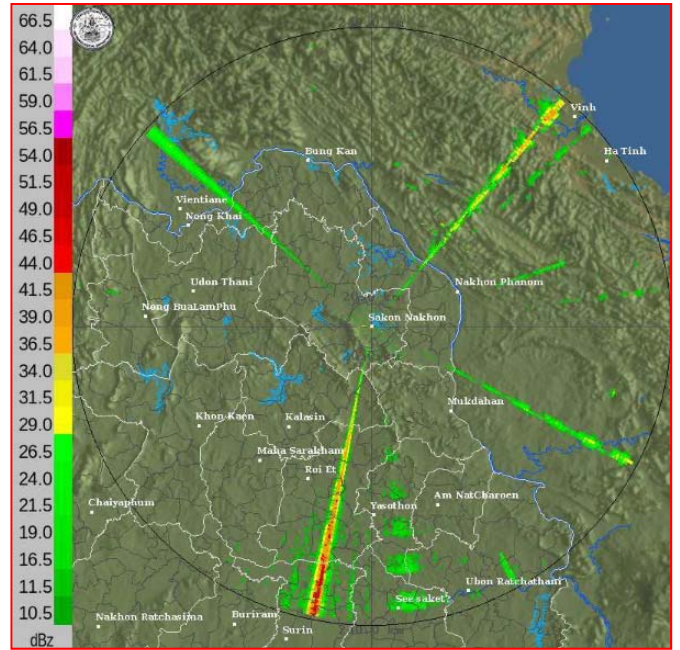 66.5
64.0
61.5
59.0
56.5
54.0
51.5
49.0
46.5
44.0
41.5
39.0
36.5
34.0
31.5
29.0
26.5
24.0
21.5
19.0
16.5
14.0
11.5
10.5
dBz
Vinh
Ha Tinh
Bung Kan
Vientiane
Nong Khai
Udon Thani
Nakhon Phanom
Nong BuaLamPhu
Sakon Nakhon
Mukdahan
Khon Kaen
Kalasin
Maha Sarakham
Roi Et
Chaiyaphum
Yasothon
Am NatCharoen
Ubon Ratchathani
See saket
Nakhon Ratchasima
Buriram
Surin